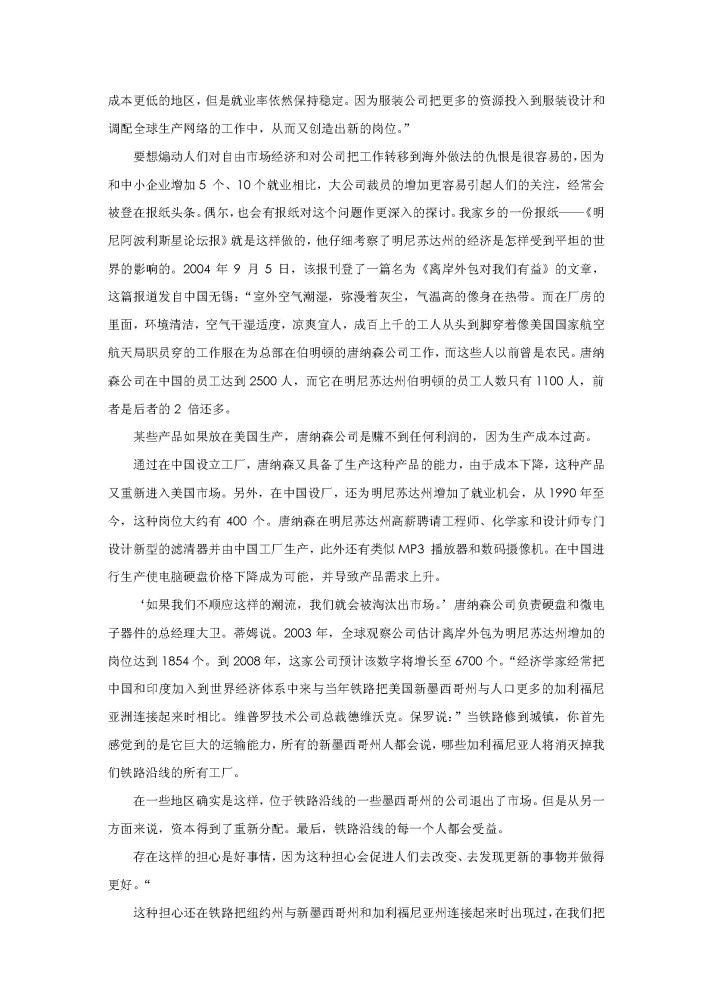 成本更低的地区，但是就业率依然保持稳定。因为服装公司把更多的资源投入到服装设计和
调配全球生产网络的工作中，从而又创造出新的岗位。”
要想煽动人们对自由市场经济和对公司把工作转移到海外做法的仇恨是很容易的，因为
和中小企业增加 5 个、10 个就业相比，大公司裁员的增加更容易引起人们的关注，经常会
被登在报纸头条。偶尔，也会有报纸对这个问题作更深入的探讨。我家乡的一份报纸——《明
尼阿波利斯星论坛报》就是这样做的，他仔细考察了明尼苏达州的经济是怎样受到平坦的世
界的影响的。2004 年 9 月 5 日，该报刊登了一篇名为《离岸外包对我们有益》的文章，
这篇报道发自中国无锡：“室外空气潮湿，弥漫着灰尘，气温高的像身在热带。而在厂房的
里面，环境清洁，空气干湿适度，凉爽宜人，成百上千的工人从头到脚穿着像美国国家航空
航天局职员穿的工作服在为总部在伯明顿的唐纳森公司工作，而这些人以前曾是农民。唐纳
森公司在中国的员工达到 2500 人，而它在明尼苏达州伯明顿的员工人数只有 1100 人，前
者是后者的 2 倍还多。
某些产品如果放在美国生产，唐纳森公司是赚不到任何利润的，因为生产成本过高。
通过在中国设立工厂，唐纳森又具备了生产这种产品的能力，由于成本下降，这种产品
又重新进入美国市场。另外，在中国设厂，还为明尼苏达州增加了就业机会，从 1990 年至
今，这种岗位大约有 400 个。唐纳森在明尼苏达州高薪聘请工程师、化学家和设计师专门
设计新型的滤清器并由中国工厂生产，此外还有类似 MP3 播放器和数码摄像机。在中国进
行生产使电脑硬盘价格下降成为可能，并导致产品需求上升。
‘如果我们不顺应这样的潮流，我们就会被淘汰出市场。’唐纳森公司负责硬盘和微电
子器件的总经理大卫。蒂姆说。2003 年，全球观察公司估计离岸外包为明尼苏达州增加的
岗位达到 1854 个。到 2008 年，这家公司预计该数字将增长至 6700 个。“经济学家经常把
中国和印度加入到世界经济体系中来与当年铁路把美国新墨西哥州与人口更多的加利福尼
亚洲连接起来时相比。维普罗技术公司总裁德维沃克。保罗说：”当铁路修到城镇，你首先
感觉到的是它巨大的运输能力，所有的新墨西哥州人都会说，哪些加利福尼亚人将消灭掉我
们铁路沿线的所有工厂。
在一些地区确实是这样，位于铁路沿线的一些墨西哥州的公司退出了市场。但是从另一
方面来说，资本得到了重新分配。最后，铁路沿线的每一个人都会受益。
存在这样的担心是好事情，因为这种担心会促进人们去改变、去发现更新的事物并做得
更好。“
这种担心还在铁路把纽约州与新墨西哥州和加利福尼亚州连接起来时出现过，在我们把